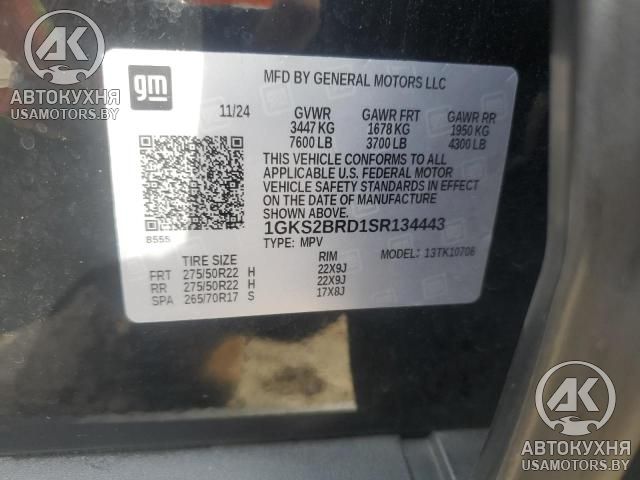 AK
АВТОКУХНЯ
USAMOTORS.BY
gm
MFD BY GENERAL MOTORS LLC
11/24 GVWR GAWR FRT GAWR RR
3447 KG 1678 KG 1950 KG
7600 LB 3700 LB 4300 LB
THIS VEHICLE CONFORMS TO ALL
APPLICABLE U.S. FEDERAL MOTOR
VEHICLE SAFETY STANDARDS IN EFFECT
ON THE DATE OF MANUFACTURE
SHOWN ABOVE.
1GKS2BRD1SR134443
8555
TYPE: MPV MODEL: 13TK10706
TIRE SIZE RIM
FRT 275/50R22 H 22X9J
RR 275/50R22 H 22X9J
SPA 265/70R17 S 17X8J
AK
АВТОКУХНЯ
USAMOTORS.BY